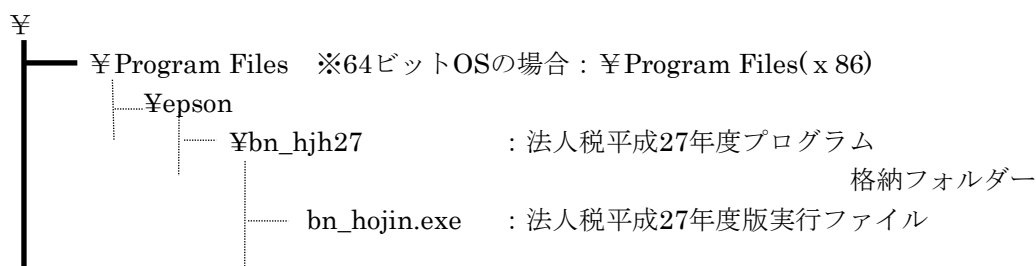 ¥
¥Program Files ※64ビットOSの場合：¥Program Files( x 86)
¥epson
¥bn_hjh27 ：法人税平成27年度プログラム
格納フォルダー
bn_hojin.exe ：法人税平成27年度版実行ファイル